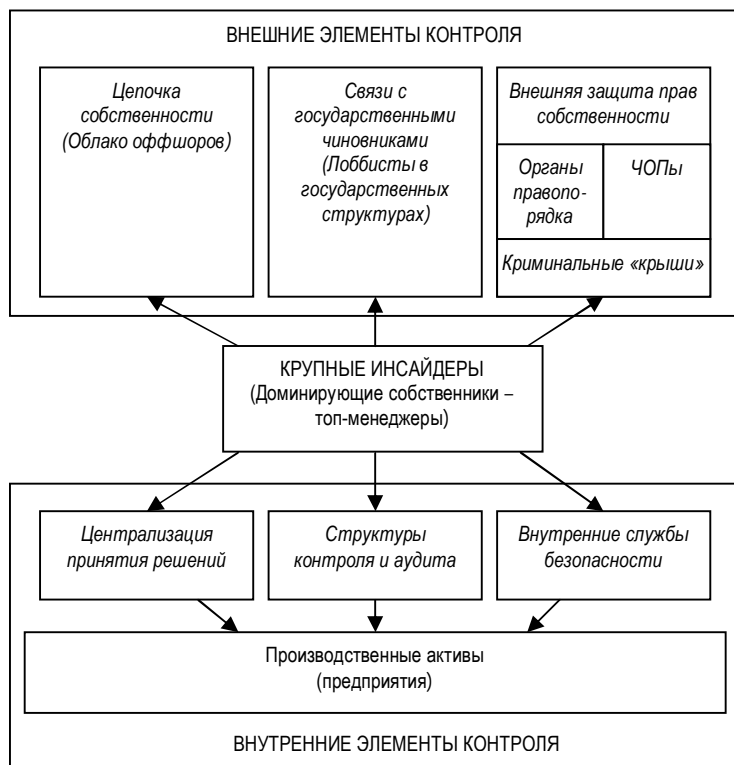 ВНЕШНИЕ ЭЛЕМЕНТЫ КОНТРОЛЯ
Цепочка
собственности
(Облако оффшоров)
Связи с
государственными
чиновниками
(Лоббисты в
государственных
структурах)
Внешняя защита прав
собственности
Органы
правопо-
рядка
ЧОПы
Криминальные «крыши»
КРУПНЫЕ ИНСАЙДЕРЫ
(Доминирующие собственники –
топ-менеджеры)
Централизация
принятия решений
Структуры
контроля и аудита
Внутренние службы
безопасности
Производственные активы
(предприятия)
ВНУТРЕННИЕ ЭЛЕМЕНТЫ КОНТРОЛЯ